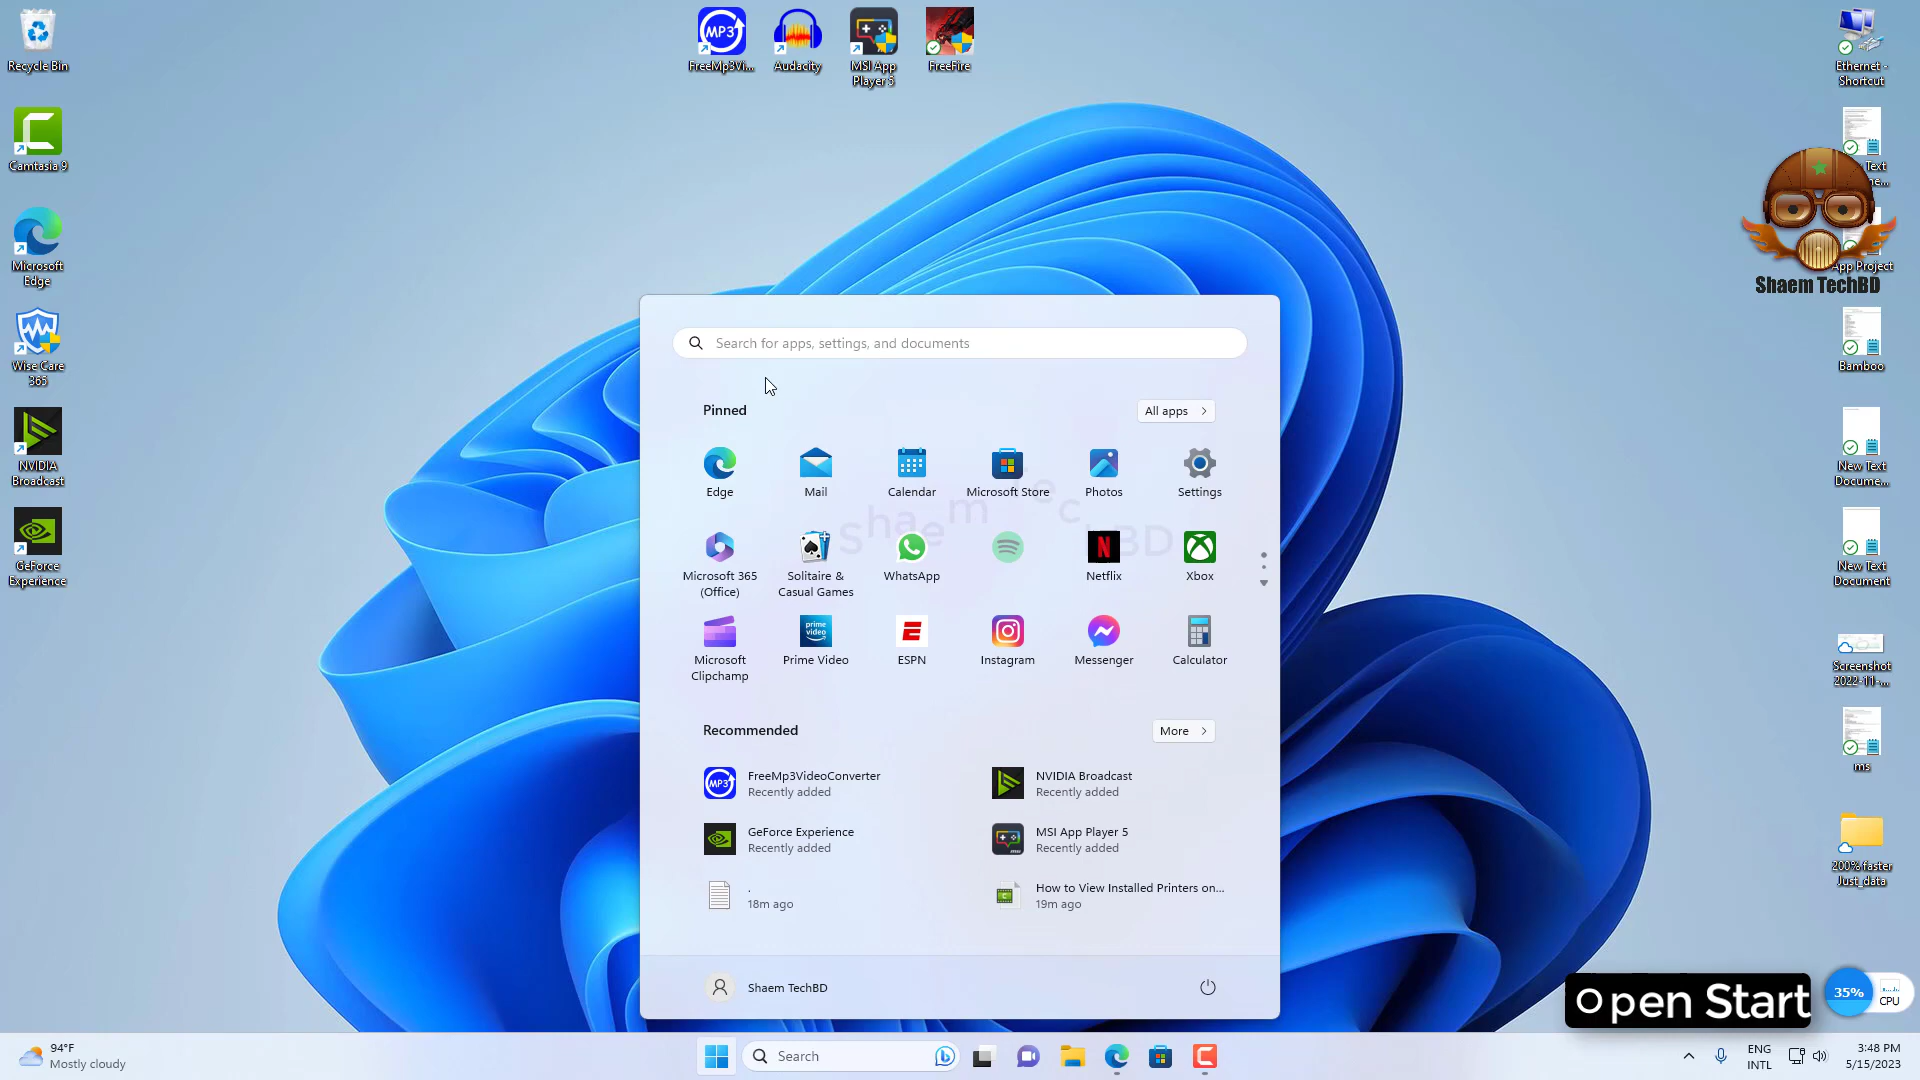 Recycle Bin
Camtasia 9
Microsoft
Edge
Wise Care
365
NVIDIA
Broadcast
GeForce
Experience
FreeMp3Vi...
Audacity
MSI App
Player 5
FreeFire
Ethernet -
Shortcut
Text
App Project
Shaem TechBD
Bamboo
New Text
Docume...
New Text
Document
Screenshot
2022-11-...
ms
200% faster
Just_data
Search for apps, settings, and documents
Pinned
All apps
Edge
Mail
Calendar
Microsoft Store
Photos
Settings
Shaem TechBD
Microsoft 365
(Office)
Solitaire &
Casual Games
WhatsApp
Netflix
Xbox
Microsoft
Clipchamp
prime
video
Prime Video
ESPN
Instagram
Messenger
Calculator
Recommended
More
MP3
FreeMp3VideoConverter
Recently added
NVIDIA Broadcast
Recently added
GeForce Experience
Recently added
MSI App Player 5
Recently added
.
18m ago
How to View Installed Printers on...
19m ago
Shaem TechBD
Open Start
35%
CPU
94°F
Mostly cloudy
Search
ENG
INTL
3:48 PM
5/15/2023